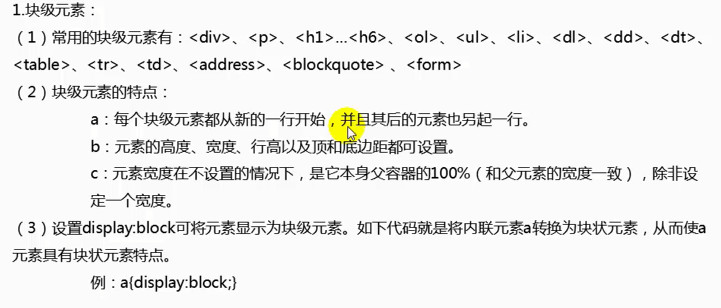 1.块级元素：
（1）常用的块级元素有：<div>、<p>、<h1>...<h6>、<ol>、<ul>、<li>、<dl>、<dd>、<dt>、
<table>、<tr>、<td>、<address>、<blockquote> 、<form>
（2）块级元素的特点：
a：每个块级元素都从新的一行开始，并且其后的元素也另起一行。
b：元素的高度、宽度、行高以及顶和底边距都可设置。
c：元素宽度在不设置的情况下，是它本身父容器的100%（和父元素的宽度一致），除非设
定一个宽度。
（3）设置display:block可将元素显示为块级元素。如下代码就是将内联元素a转换为块状元素，从而使a
元素具有块状元素特点。
例：a{display:block;}